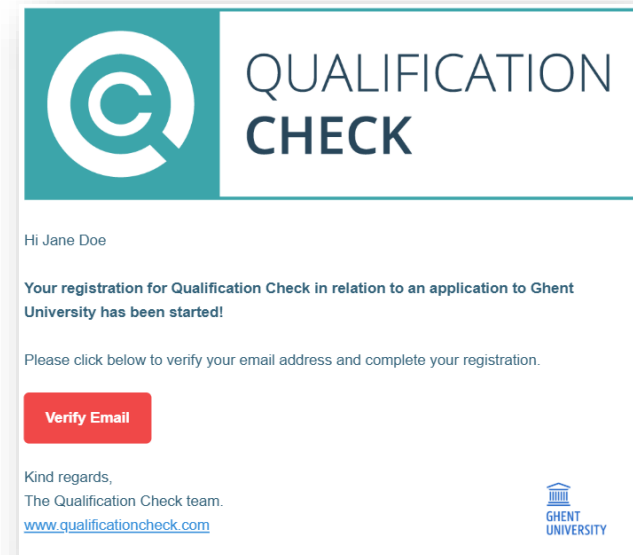 QUALIFICATION
CHECK
Hi Jane Doe
Your registration for Qualification Check in relation to an application to Ghent
University has been started!
Please click below to verify your email address and complete your registration.
Verify Email
Kind regards,
The Qualification Check team.
www.qualificationcheck.com
GHENT
UNIVERSITY